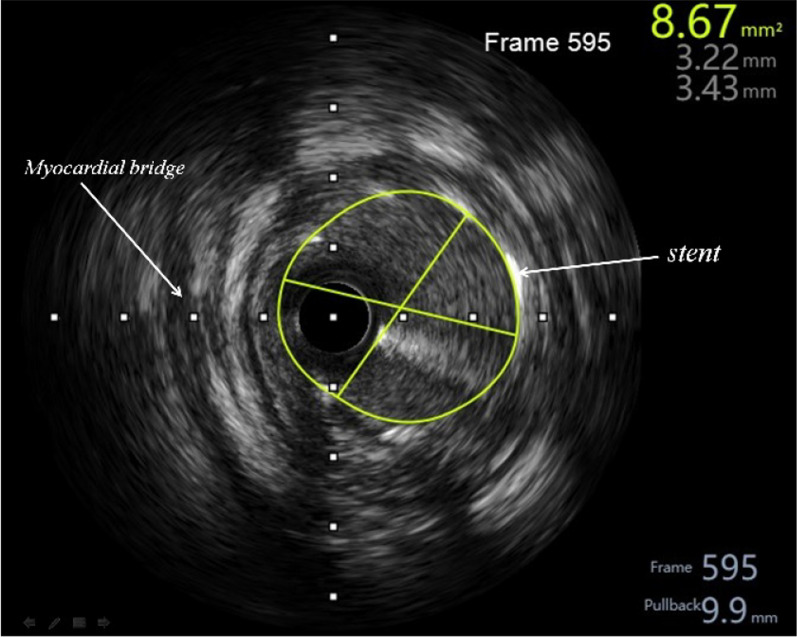 Frame 595
8.67 mm²
3.22 mm
3.43 mm
Myocardial bridge
stent
Frame 595
Pullback 9.9 mm